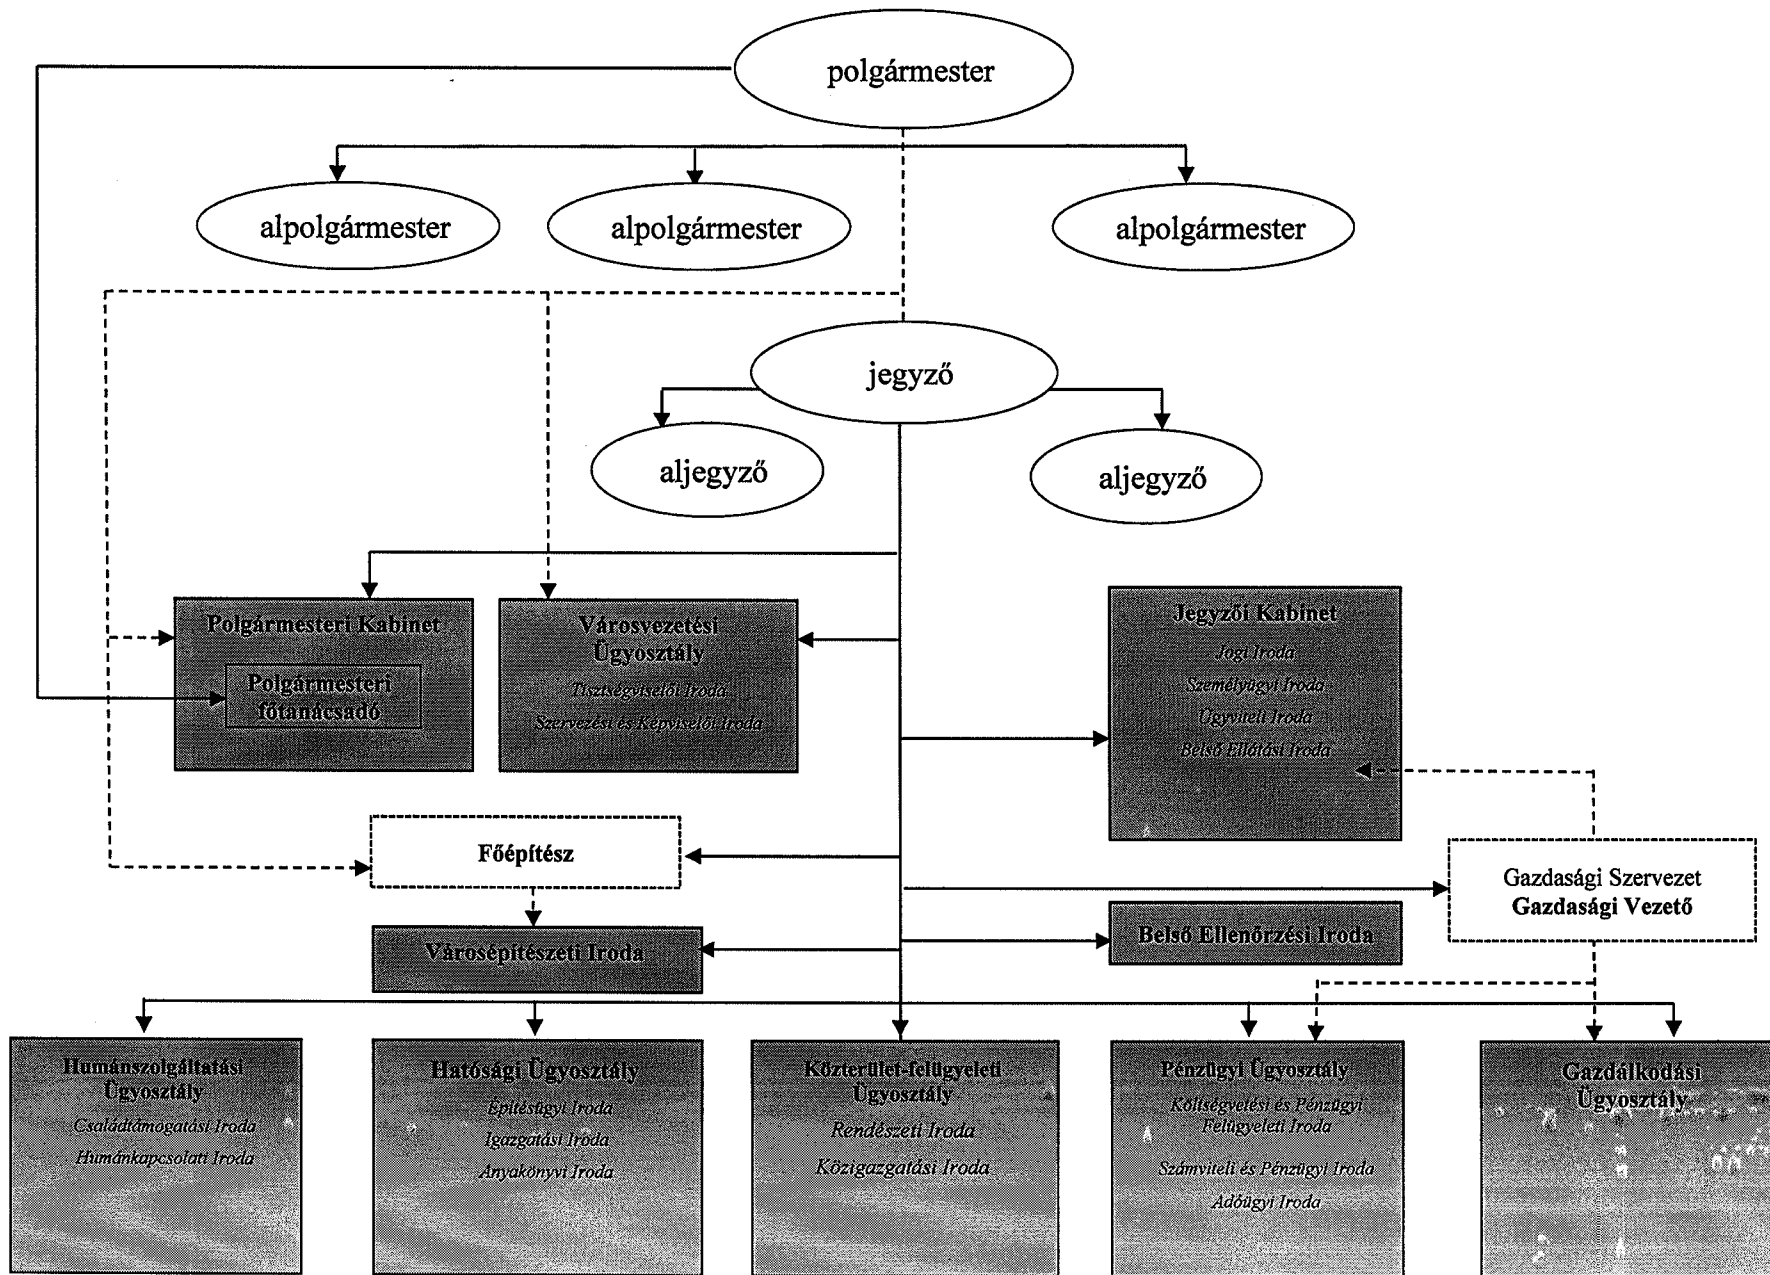 polgármester
alpolgármester
alpolgármester
alpolgármester
jegyző
aljegyző
aljegyző
Polgármesteri Kabinet
Polgármesteri
főtanácsadó
Városvezetési
Ügyosztály
Tisztségviselői Iroda
Szervezési és Képviselői Iroda
Jegyzői Kabinet
Jogi Iroda
Személyügyi Iroda
Ügyviteli Iroda
Belső Ellátási Iroda
Főépítész
Gazdasági Szervezet
Gazdasági Vezető
Városépítészeti Iroda
Belső Ellenőrzési Iroda
Humánszolgáltatási
Ügyosztály
Családtámogatási Iroda
Humánkapcsolati Iroda
Hatósági Ügyosztály
Építésügyi Iroda
Igazgatási Iroda
Anyakönyvi Iroda
Közterület-felügyeleti
Ügyosztály
Rendészeti Iroda
Közigazgatási Iroda
Pénzügyi Ügyosztály
Költségvetési és Pénzügyi
Felügyeleti Iroda
Számviteli és Pénzügyi Iroda
Adóügyi Iroda
Gazdálkodási
Ügyosztály